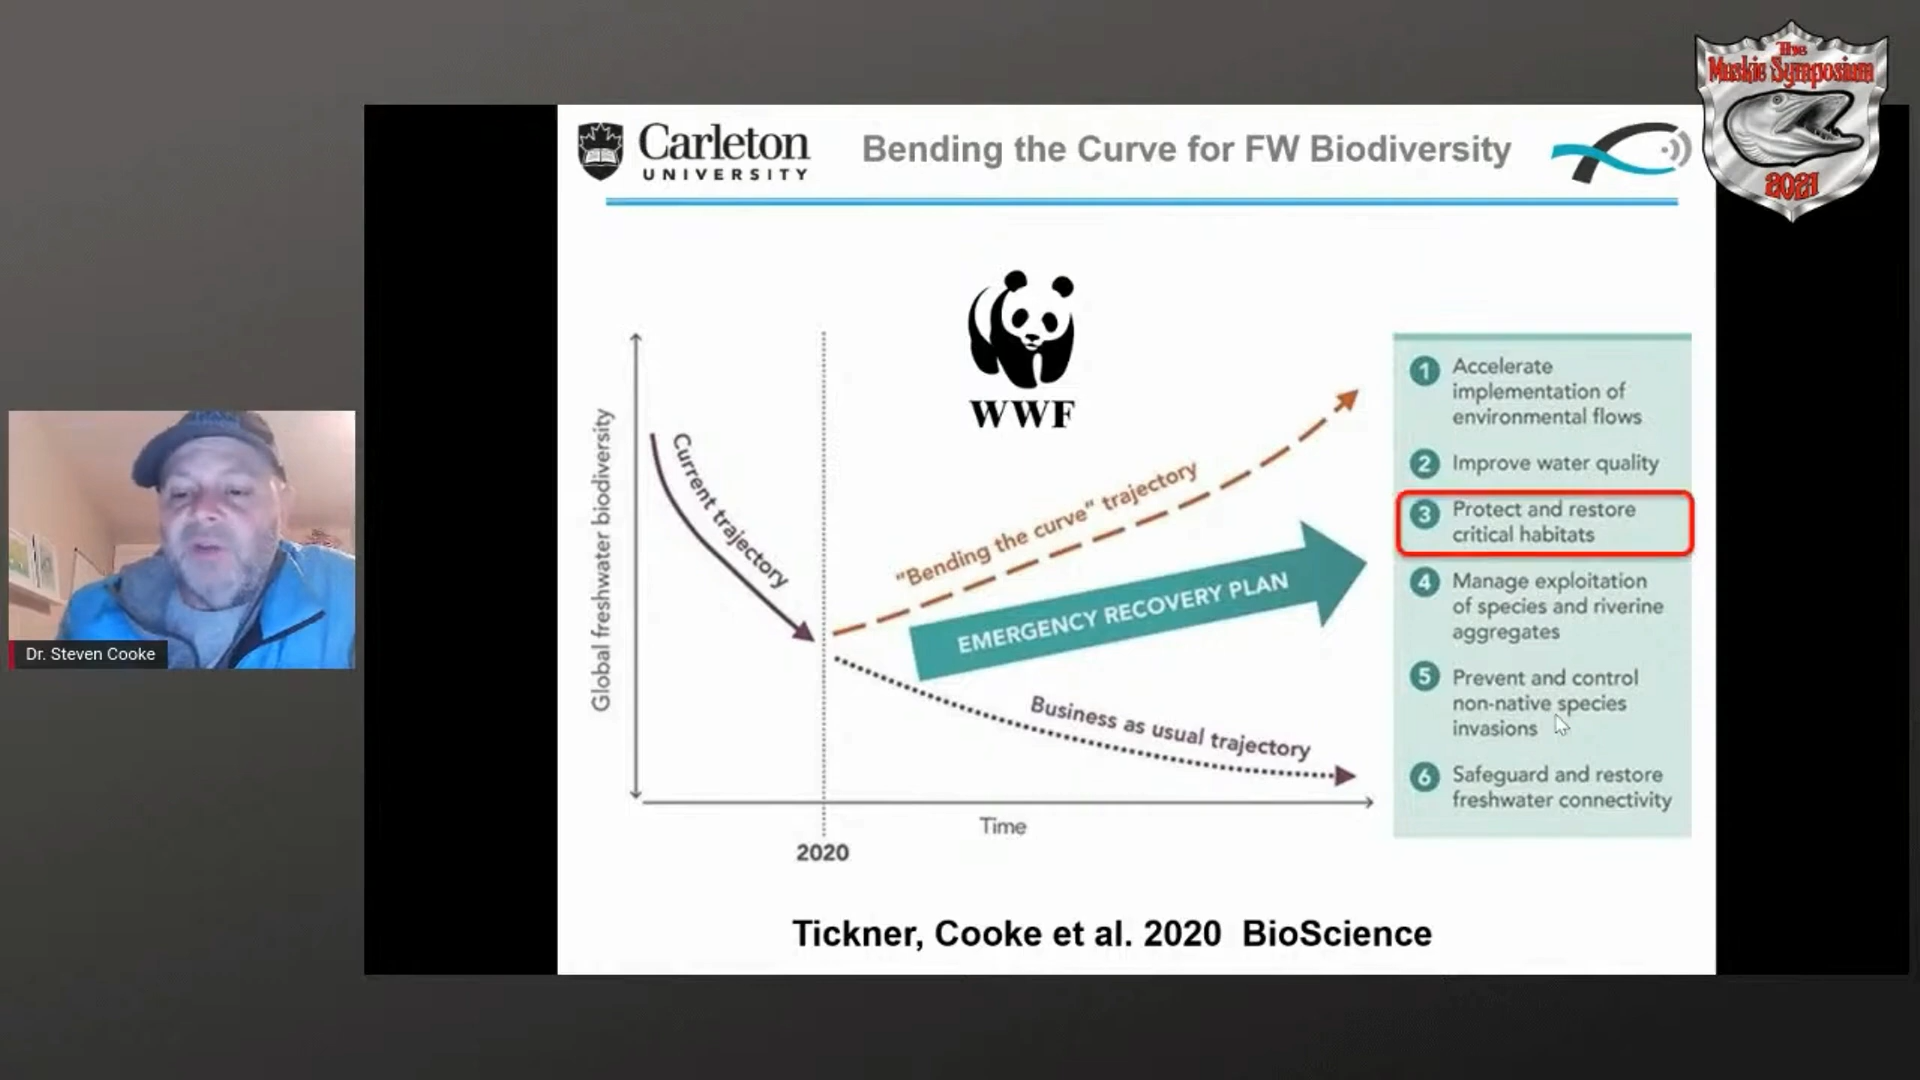 The
Muskie Symposium
2021
Carleton
UNIVERSITY
Bending the Curve for FW Biodiversity
WWF
Global freshwater biodiversity
Current trajectory
"Bending the curve" trajectory
EMERGENCY RECOVERY PLAN
Business as usual trajectory
Time
2020
1 Accelerate
implementation of
environmental flows
2 Improve water quality
3 Protect and restore
critical habitats
4 Manage exploitation
of species and riverine
aggregates
5 Prevent and control
non-native species
invasions
6 Safeguard and restore
freshwater connectivity
Tickner, Cooke et al. 2020 BioScience
Dr. Steven Cooke